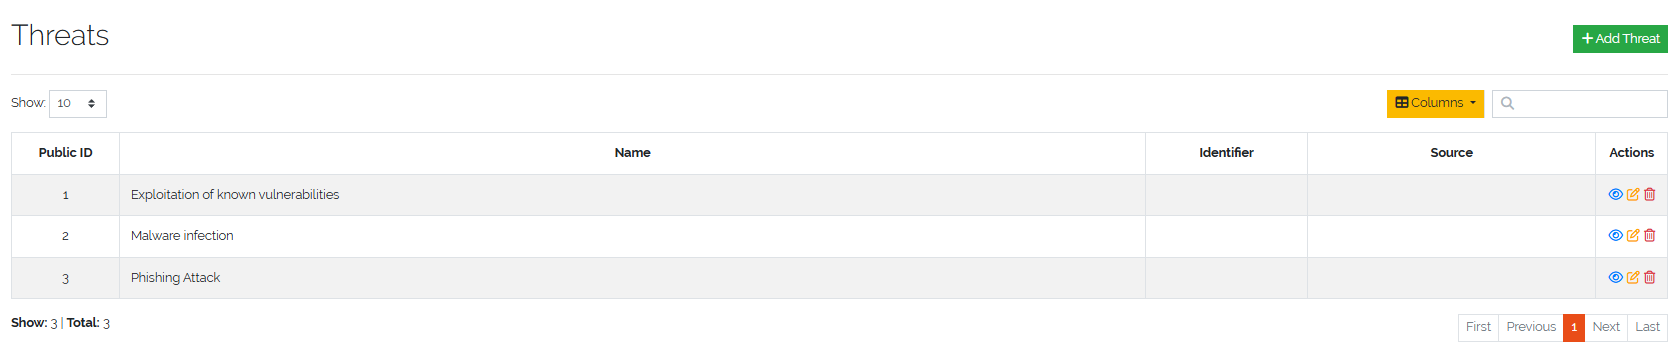 Threats
Add Threat
Show: 10
Columns
Public ID Name Identifier Source Actions
1 Exploitation of known vulnerabilities
2 Malware infection
3 Phishing Attack
Show: 3 | Total: 3
First Previous 1 Next Last